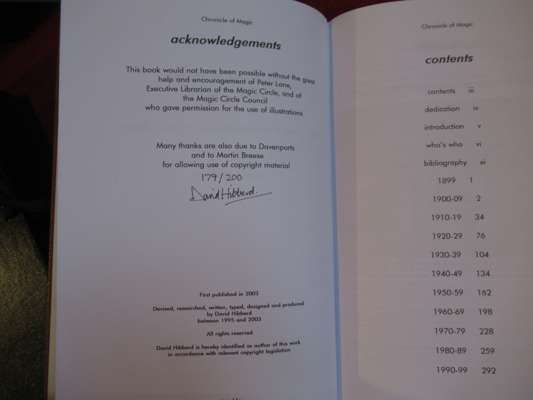 Chronicle of Magic
acknowledgements
This book would not have been possible without the great
help and encouragement of Peter Lane,
Executive Librarian of the Magic Circle, and of
the Magic Circle Council
who gave permission for the use of illustrations
Many thanks are also due to Davenports
and to Martin Breese
for allowing use of copyright material
179/200
David Hibberd.
First published in 2003
Devised, researched, written, typed, designed and produced
by David Hibberd
between 1995 and 2003
All rights reserved
David Hibberd is hereby identified as author of this work
in accordance with relevant copyright legislation
Chronicle of Magic
contents
contents iii
dedication iv
introduction v
who's who vi
bibliography xi
1899 1
1900-09 2
1910-19 34
1920-29 76
1930-39 104
1940-49 134
1950-59 162
1960-69 198
1970-79 228
1980-89 259
1990-99 292